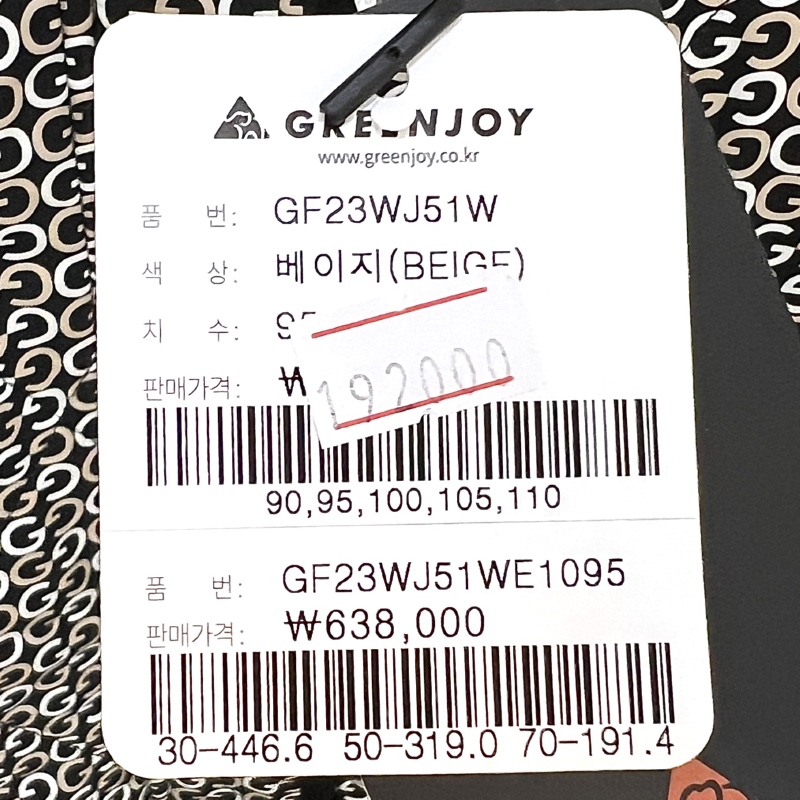 GREENJOY
www.greenjoy.co.kr
품 번: GF23WJ51W
색 상: 베이지(BEIGE)
치 수: 95
판매가격: ₩
192000
90,95,100,105,110
품 번: GF23WJ51WE1095
판매가격: ₩638,000
30-446.6 50-319.0 70-191.4